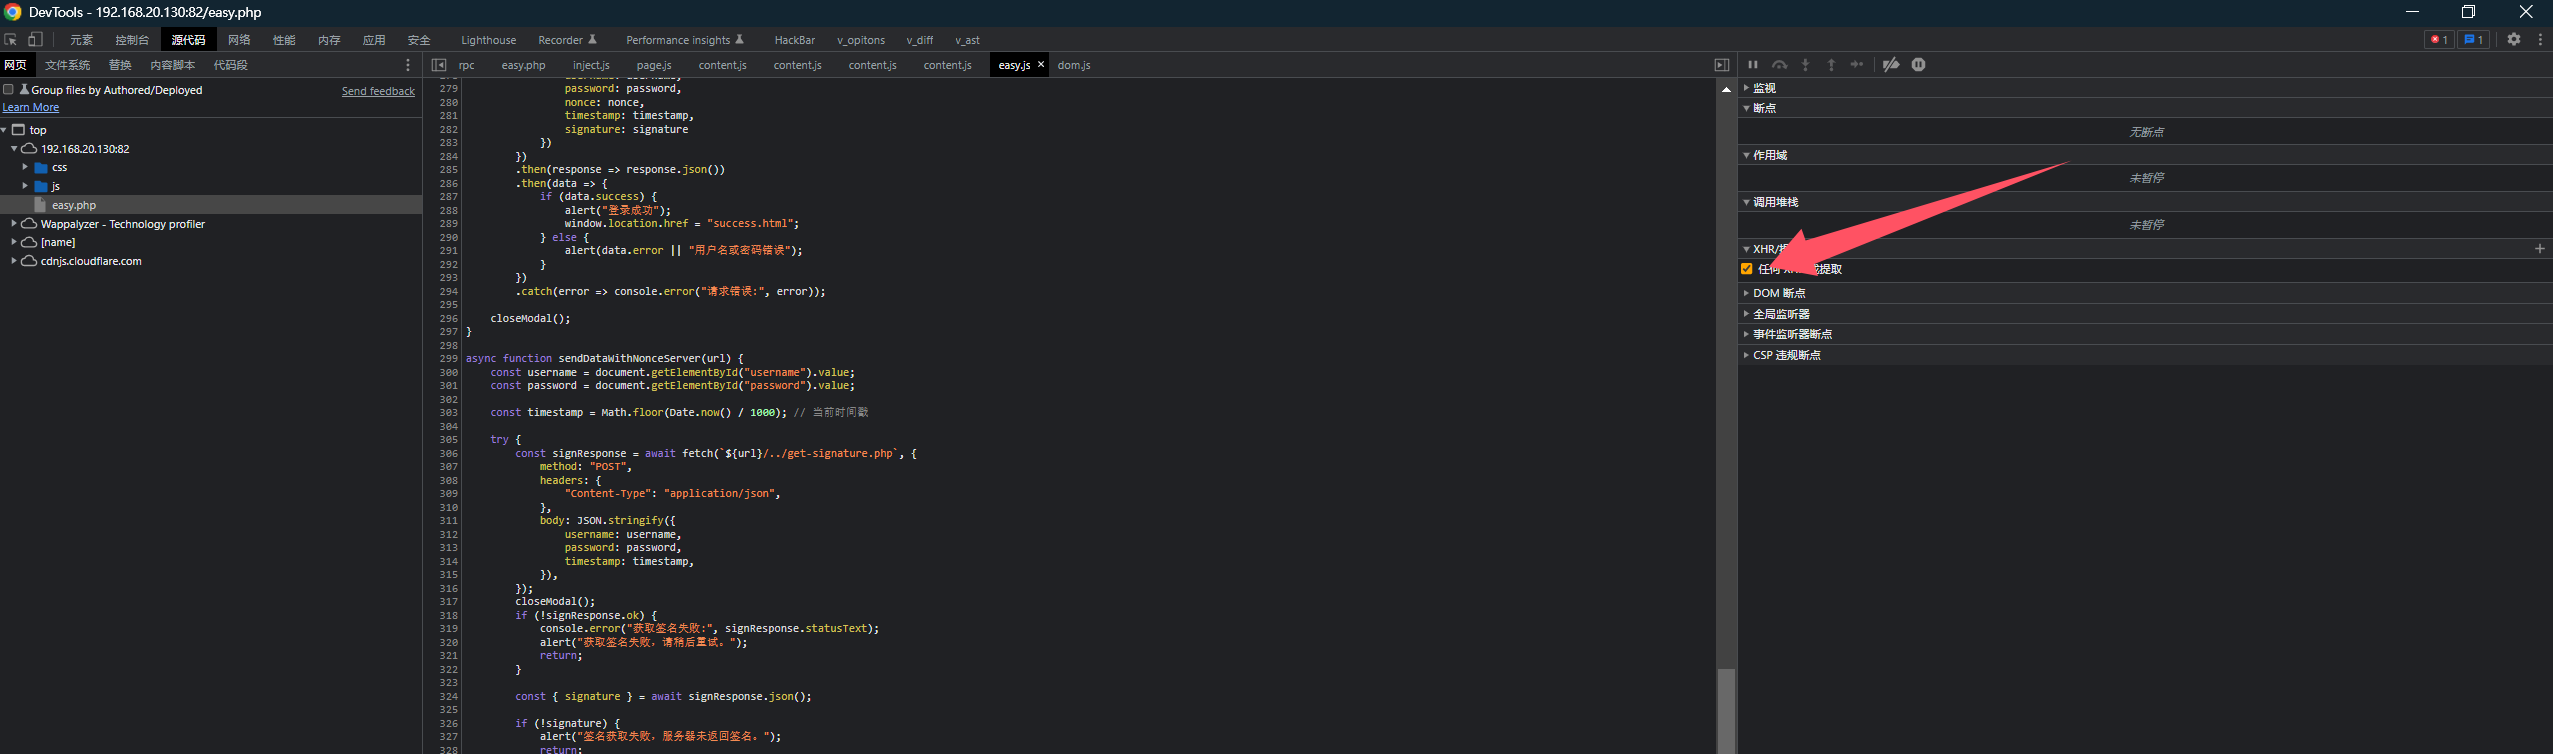 DevTools - 192.168.20.130:82/easy.php
元素 控制台 源代码 网络 性能 内存 应用 安全 Lighthouse Recorder Performance insights HackBar v_opitons v_diff v_ast 1 1
网页 文件系统 替换 内容脚本 代码段
rpc easy.php inject.js page.js content.js content.js content.js content.js easy.js × dom.js
Group files by Authored/Deployed Send feedback
Learn More
top
192.168.20.130:82
css
js
easy.php
Wappalyzer - Technology profiler
[name]
cdnjs.cloudflare.com
279 password: password,
280 nonce: nonce,
281 timestamp: timestamp,
282 signature: signature
283 })
284 })
285 .then(response => response.json())
286 .then(data => {
287 if (data.success) {
288 alert("登录成功");
289 window.location.href = "success.html";
290 } else {
291 alert(data.error || "用户名或密码错误");
292 }
293 })
294 .catch(error => console.error("请求错误:", error));
295
296 closeModal();
297 }
298
299 async function sendDataWithNonceServer(url) {
300 const username = document.getElementById("username").value;
301 const password = document.getElementById("password").value;
302
303 const timestamp = Math.floor(Date.now() / 1000); // 当前时间戳
304
305 try {
306 const signResponse = await fetch(`${url}/../get-signature.php`, {
307 method: "POST",
308 headers: {
309 "Content-Type": "application/json",
310 },
311 body: JSON.stringify({
312 username: username,
313 password: password,
314 timestamp: timestamp,
315 }),
316 });
317 closeModal();
318 if (!signResponse.ok) {
319 console.error("获取签名失败:", signResponse.statusText);
320 alert("获取签名失败，请稍后重试。");
321 return;
322 }
323
324 const { signature } = await signResponse.json();
325
326 if (!signature) {
327 alert("签名获取失败，服务器未返回签名。");
328 return;
监视
断点
无断点
作用域
未暂停
调用堆栈
未暂停
XHR/
任何 提取
DOM 断点
全局监听器
事件监听器断点
CSP 违规断点